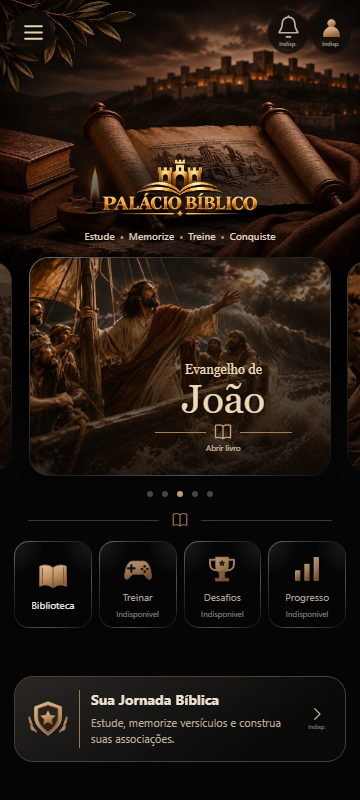 Indisp.
Indisp.
PALÁCIO BÍBLICO
Estude • Memorize • Treine • Conquiste
Evangelho de
João
Abrir livro
Biblioteca
Treinar
Indisponível
Desafios
Indisponível
Progresso
Indisponível
Sua Jornada Bíblica
Estude, memorize versículos e construa
suas associações.
Indisp.